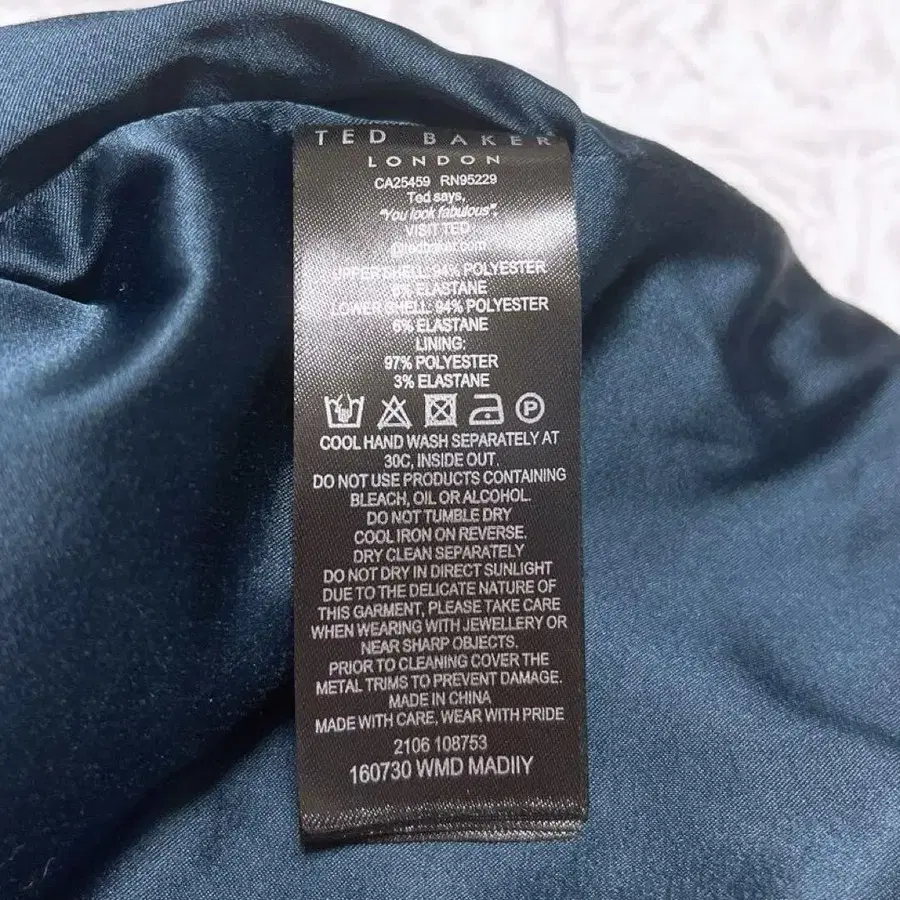 TED BAKER
LONDON
CA25459 RN95229
Ted says,
"You look fabulous".
VISIT TED
UPPER SHELL: 94% POLYESTER
6% ELASTANE
LOWER SHELL: 94% POLYESTER
6% ELASTANE
LINING:
97% POLYESTER
3% ELASTANE
P
COOL HAND WASH SEPARATELY AT
30C, INSIDE OUT.
DO NOT USE PRODUCTS CONTAINING
BLEACH, OIL OR ALCOHOL.
DO NOT TUMBLE DRY
COOL IRON ON REVERSE.
DRY CLEAN SEPARATELY
DO NOT DRY IN DIRECT SUNLIGHT
DUE TO THE DELICATE NATURE OF
THIS GARMENT, PLEASE TAKE CARE
WHEN WEARING WITH JEWELLERY OR
NEAR SHARP OBJECTS.
PRIOR TO CLEANING COVER THE
METAL TRIMS TO PREVENT DAMAGE.
MADE IN CHINA
MADE WITH CARE, WEAR WITH PRIDE
2106 108753
160730 WMD MADIIY